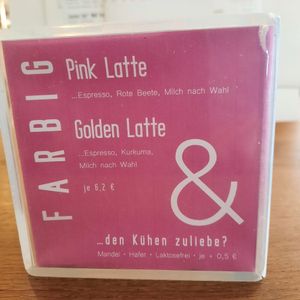 FARBIG
Pink Latte
...Espresso, Rote Beete, Milch nach Wahl
Golden Latte
...Espresso, Kurkuma,
Milch nach Wahl
je 6,2 €
&
...den Kühen zuliebe?
Mandel • Hafer • Laktosefrei • je + 0,5 €